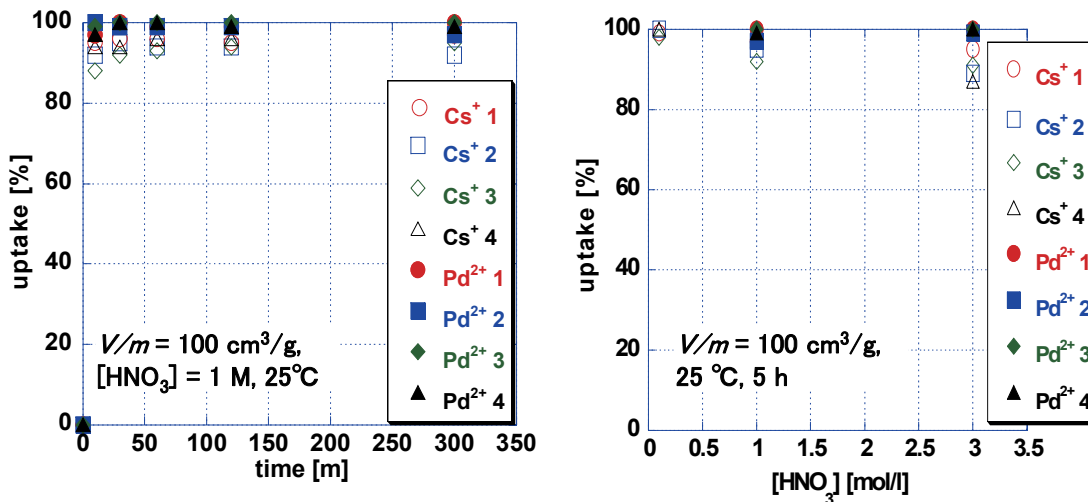 100
80
60
40
20
0
uptake [%]
0 50 100 150 200 250 300 350
time [m]
V/m = 100 cm³/g,
[HNO₃] = 1 M, 25°C
Cs⁺ 1
Cs⁺ 2
Cs⁺ 3
Cs⁺ 4
Pd²⁺ 1
Pd²⁺ 2
Pd²⁺ 3
Pd²⁺ 4
100
80
60
40
20
0
uptake [%]
0 0.5 1 1.5 2 2.5 3 3.5
[HNO₃] [mol/l]
V/m = 100 cm³/g,
25 °C, 5 h
Cs⁺ 1
Cs⁺ 2
Cs⁺ 3
Cs⁺ 4
Pd²⁺ 1
Pd²⁺ 2
Pd²⁺ 3
Pd²⁺ 4